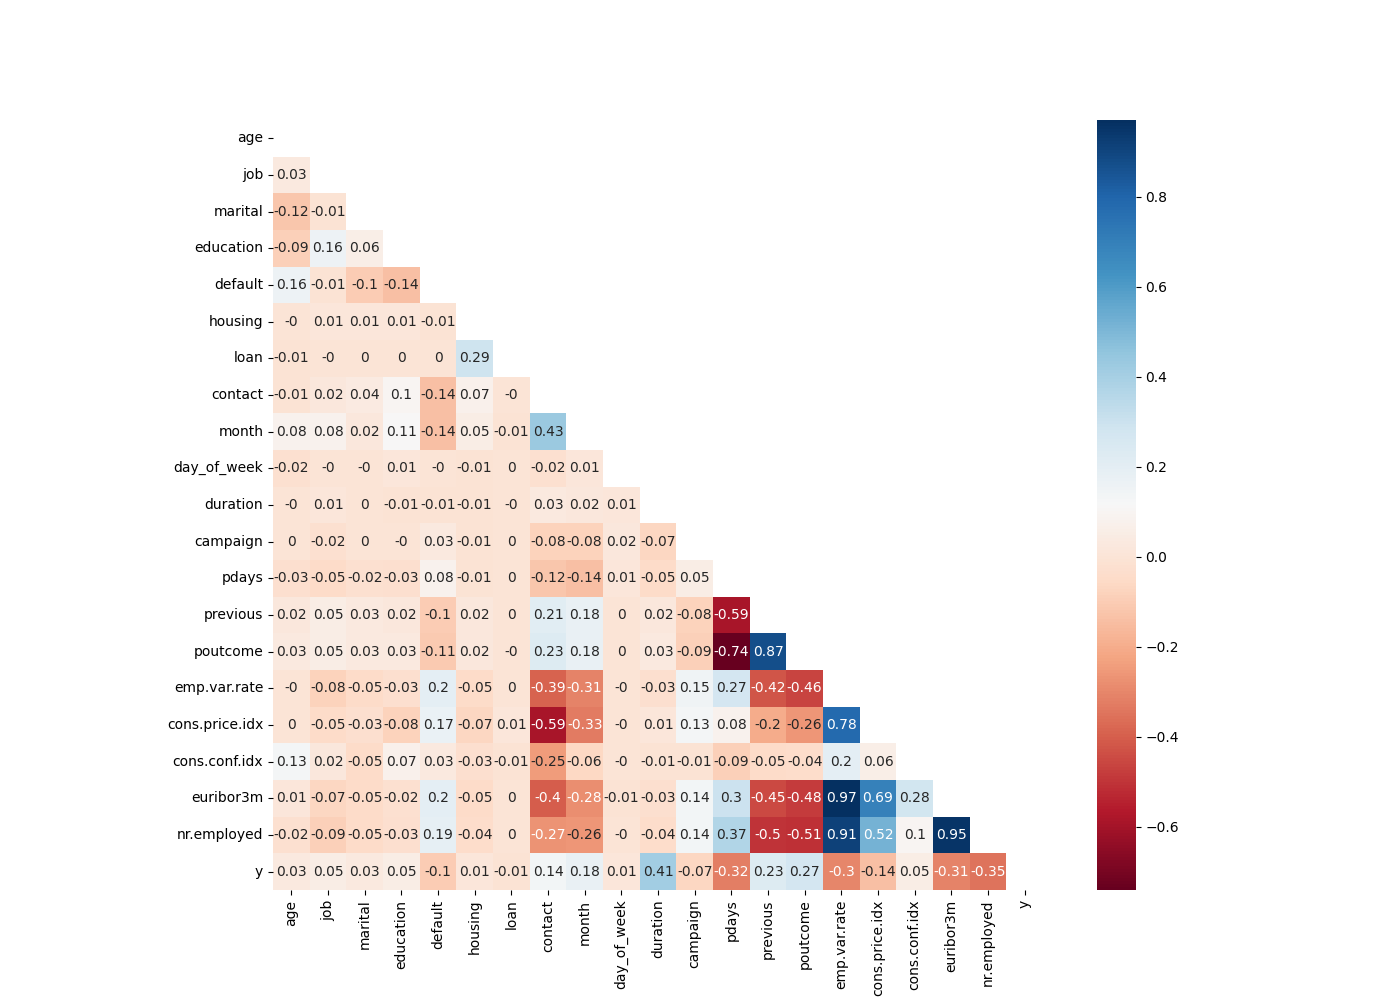 age
job 0.03
marital -0.12 -0.01
education -0.09 0.16 0.06
default 0.16 -0.01 -0.1 -0.14
housing -0 0.01 0.01 0.01 -0.01
loan -0.01 -0 0 0 0 0.29
contact -0.01 0.02 0.04 0.1 -0.14 0.07 -0
month 0.08 0.08 0.02 0.11 -0.14 0.05 -0.01 0.43
day_of_week -0.02 -0 -0 0.01 -0 -0.01 0 -0.02 0.01
duration -0 0.01 0 -0.01 -0.01 -0.01 -0 0.03 0.02 0.01
campaign 0 -0.02 0 -0 0.03 -0.01 0 -0.08 -0.08 0.02 -0.07
pdays -0.03 -0.05 -0.02 -0.03 0.08 -0.01 0 -0.12 -0.14 0.01 -0.05 0.05
previous 0.02 0.05 0.03 0.02 -0.1 0.02 0 0.21 0.18 0 0.02 -0.08 -0.59
poutcome 0.03 0.05 0.03 0.03 -0.11 0.02 -0 0.23 0.18 0 0.03 -0.09 -0.74 0.87
emp.var.rate -0 -0.08 -0.05 -0.03 0.2 -0.05 0 -0.39 -0.31 -0 -0.03 0.15 0.27 -0.42 -0.46
cons.price.idx 0 -0.05 -0.03 -0.08 0.17 -0.07 0.01 -0.59 -0.33 -0 0.01 0.13 0.08 -0.2 -0.26 0.78
cons.conf.idx 0.13 0.02 -0.05 0.07 0.03 -0.03 -0.01 -0.25 -0.06 -0 -0.01 -0.01 -0.09 -0.05 -0.04 0.2 0.06
euribor3m 0.01 -0.07 -0.05 -0.02 0.2 -0.05 0 -0.4 -0.28 -0.01 -0.03 0.14 0.3 -0.45 -0.48 0.97 0.69 0.28
nr.employed -0.02 -0.09 -0.05 -0.03 0.19 -0.04 0 -0.27 -0.26 -0 -0.04 0.14 0.37 -0.5 -0.51 0.91 0.52 0.1 0.95
y 0.03 0.05 0.03 0.05 -0.1 0.01 -0.01 0.14 0.18 0.01 0.41 -0.07 -0.32 0.23 0.27 -0.3 -0.14 0.05 -0.31 -0.35
age
job
marital
education
default
housing
loan
contact
month
day_of_week
duration
campaign
pdays
previous
poutcome
emp.var.rate
cons.price.idx
cons.conf.idx
euribor3m
nr.employed
y
0.8
0.6
0.4
0.2
0.0
−0.2
−0.4
−0.6